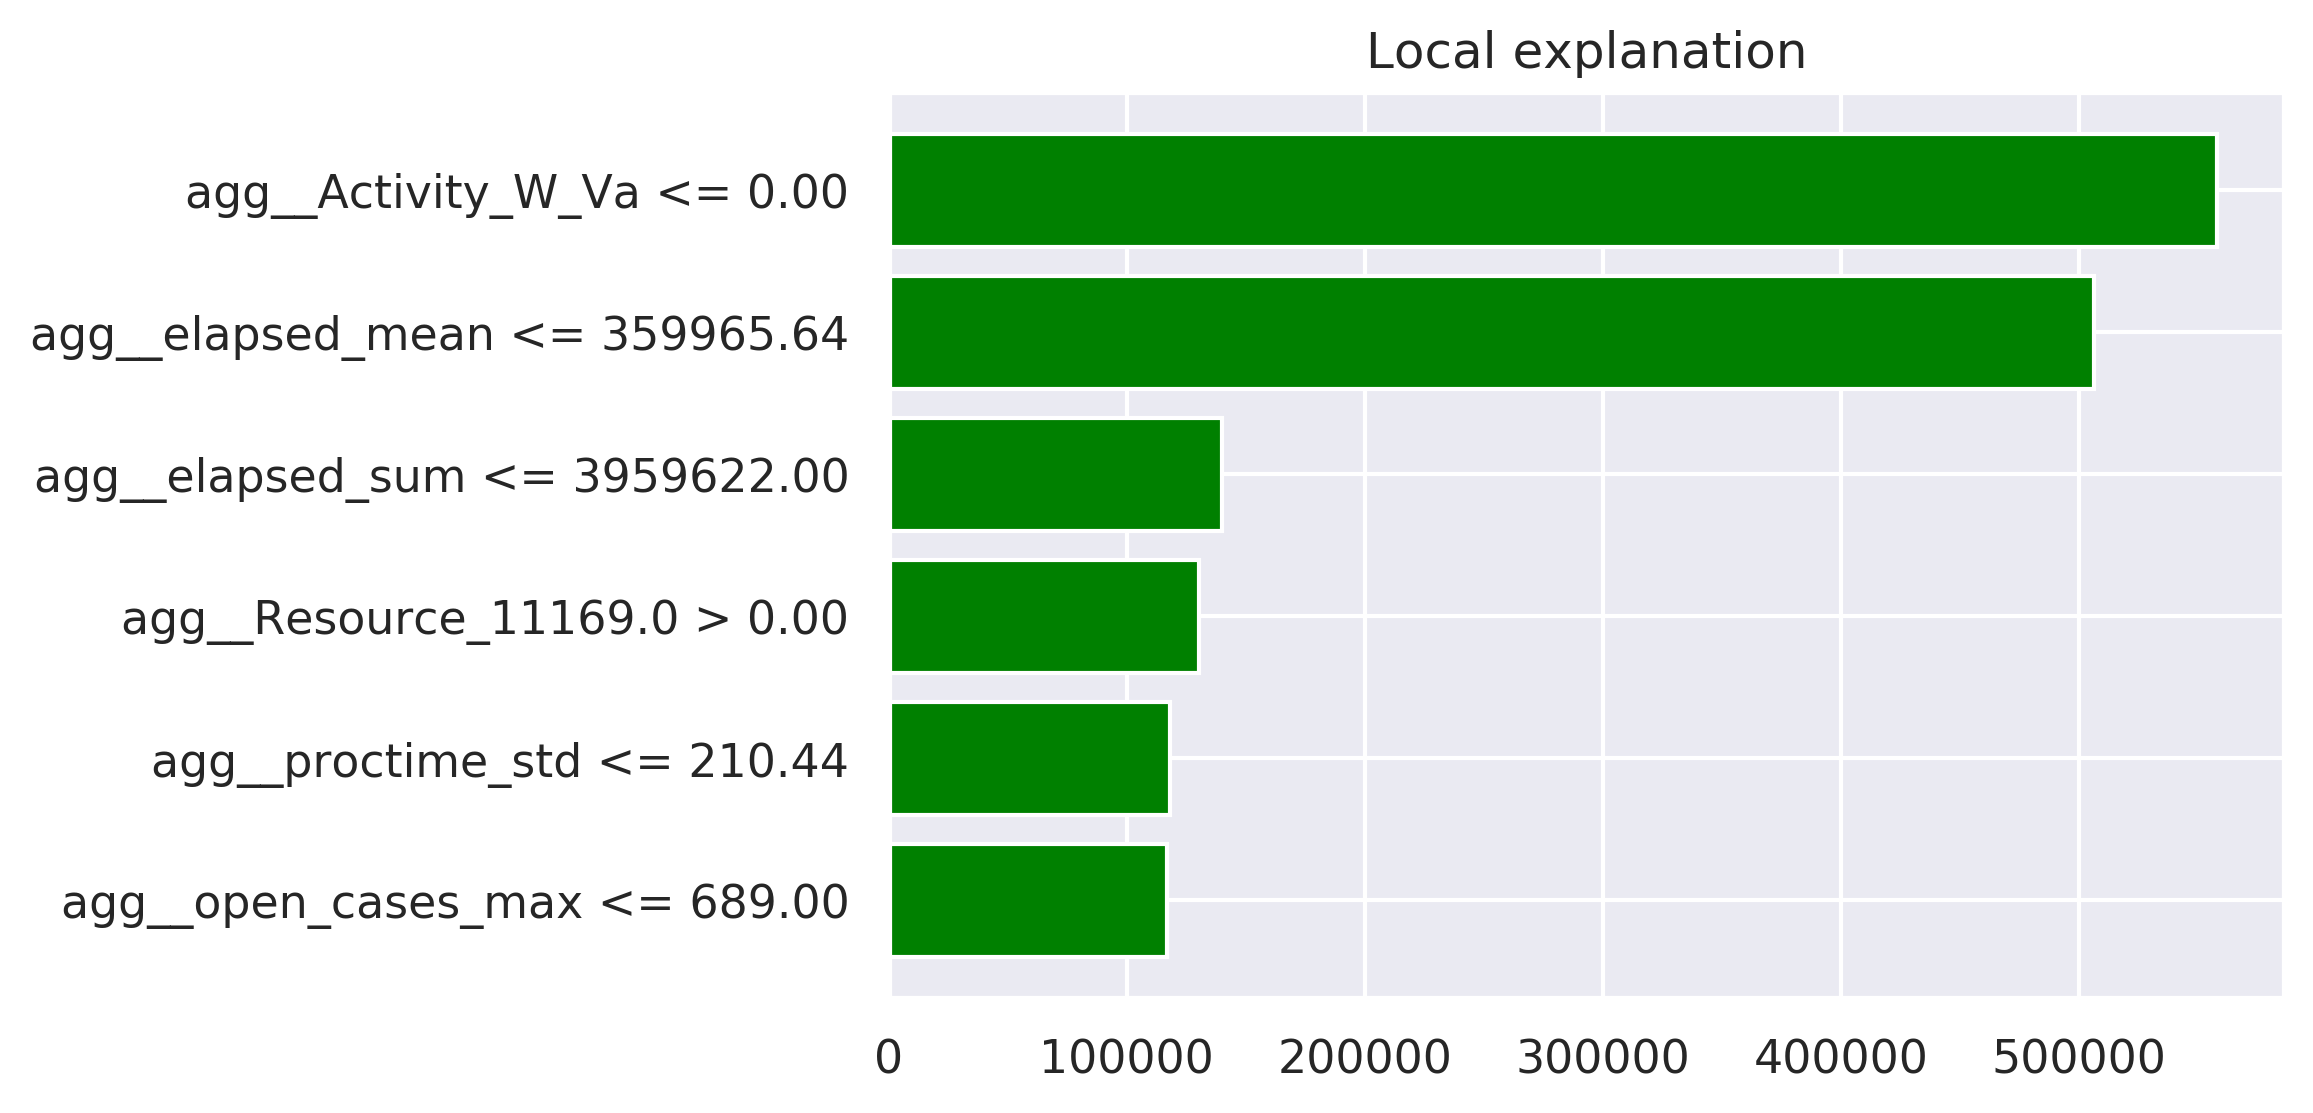 Local explanation
agg__Activity_W_Va <= 0.00
agg__elapsed_mean <= 359965.64
agg__elapsed_sum <= 3959622.00
agg__Resource_11169.0 > 0.00
agg__proctime_std <= 210.44
agg__open_cases_max <= 689.00
0 100000 200000 300000 400000 500000